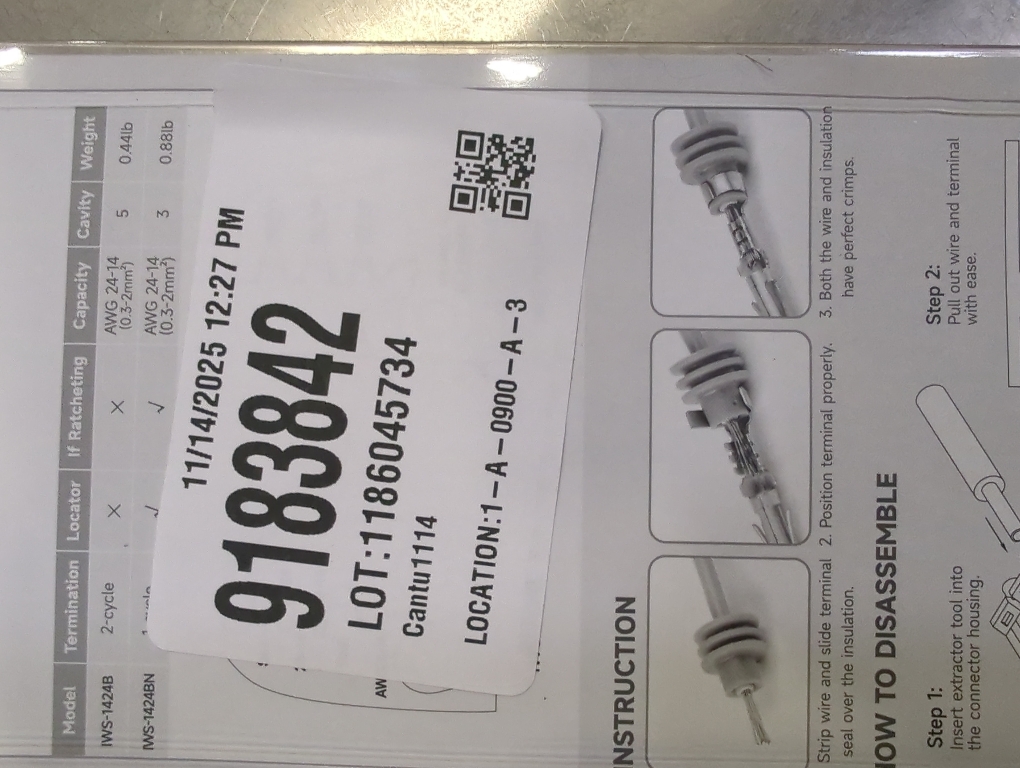 Model Termination Locator If Ratcheting Capacity Cavity Weight
IWS-1424B 2-cycle × × AWG 24-14 (0.3-2mm²) 5 0.44lb
IWS-1424BN √ √ AWG 24-14 (0.3-2mm²) 3 0.88lb
11/14/2025 12:27 PM
9183842
LOT:1186045734
Cantu1114
LOCATION:1-A-0900-A-3
AW
NSTRUCTION
Strip wire and slide terminal
seal over the insulation.
2. Position terminal properly.
3. Both the wire and insulation
have perfect crimps.
HOW TO DISASSEMBLE
Step 1:
Insert extractor tool into
the connector housing.
Step 2:
Pull out wire and terminal
with ease.